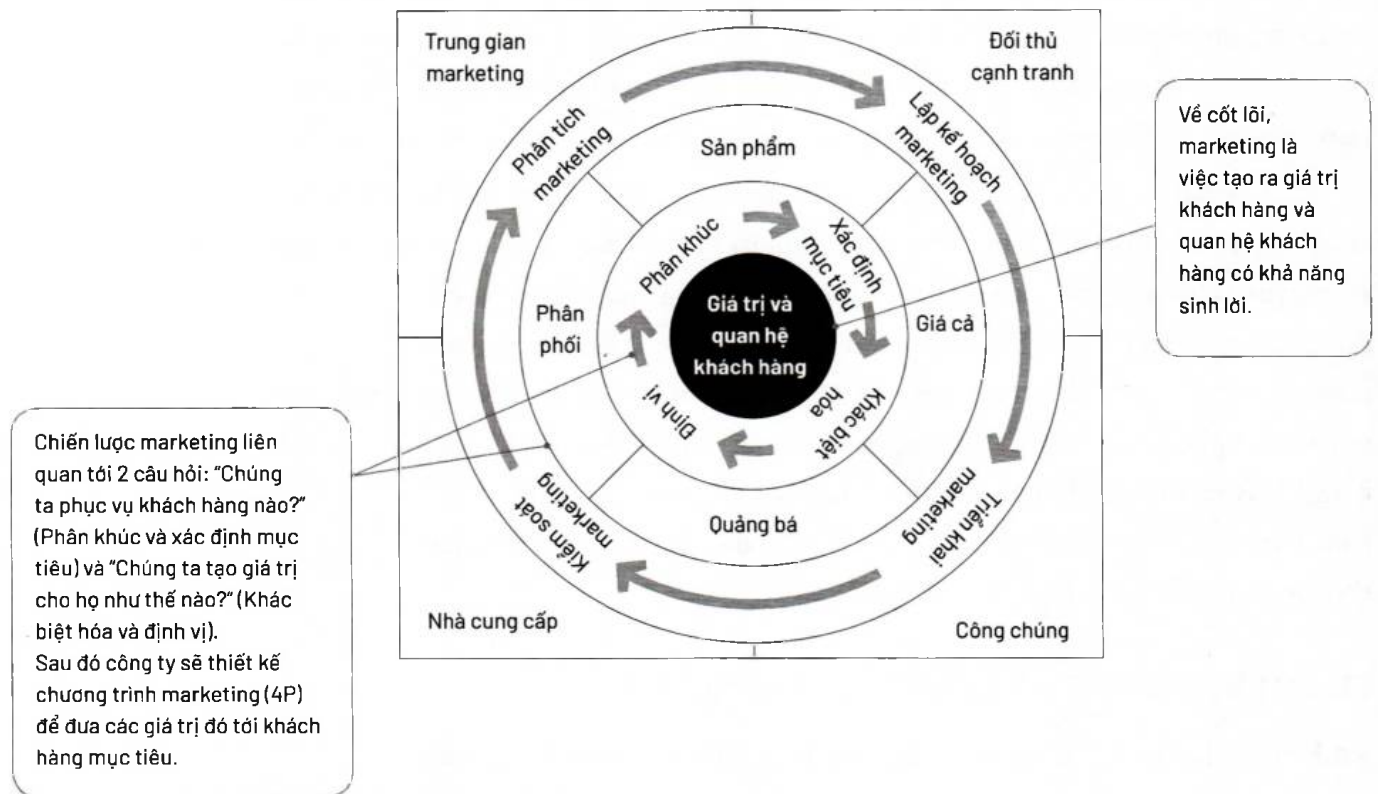 Trung gian
marketing
Đối thủ
cạnh tranh
Phân tích
marketing
Lập kế hoạch
marketing
Sản phẩm
Về cốt lõi,
marketing là
việc tạo ra giá trị
khách hàng và
quan hệ khách
hàng có khả năng
sinh lời.
Phân khúc
Xác định
mục tiêu
Phân
phối
Giá trị và
quan hệ
khách hàng
Giá cả
Định vị
Khác biệt
hóa
Chiến lược marketing liên
quan tới 2 câu hỏi: "Chúng
ta phục vụ khách hàng nào?"
(Phân khúc và xác định mục
tiêu) và "Chúng ta tạo giá trị
cho họ như thế nào?" (Khác
biệt hóa và định vị).
Sau đó công ty sẽ thiết kế
chương trình marketing (4P)
để đưa các giá trị đó tới khách
hàng mục tiêu.
Kiểm soát
marketing
Quảng bá
Triển khai
marketing
Nhà cung cấp
Công chúng